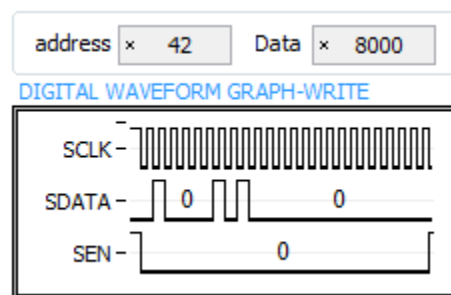 address × 42 Data × 8000
DIGITAL WAVEFORM GRAPH-WRITE
SCLK
SDATA 0 0
SEN 0